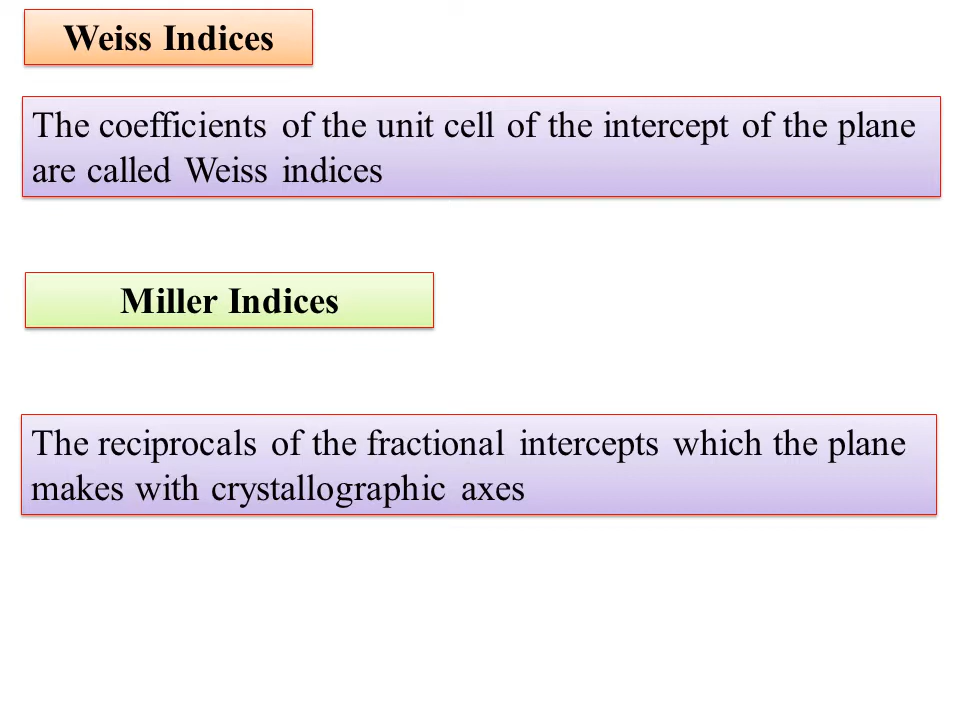 Weiss Indices
The coefficients of the unit cell of the intercept of the plane
are called Weiss indices
Miller Indices
The reciprocals of the fractional intercepts which the plane
makes with crystallographic axes